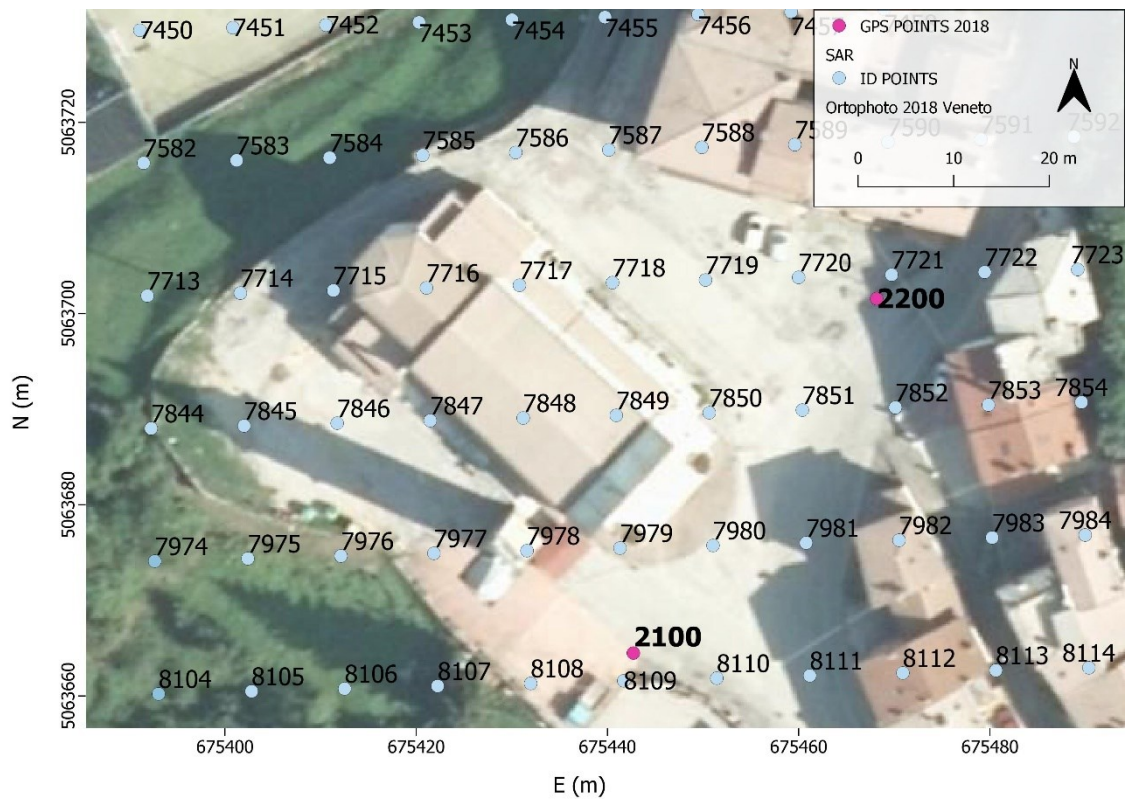 7450 7451 7452 7453 7454 7455 7456
GPS POINTS 2018
SAR
ID POINTS
Ortophoto 2018 Veneto
N
0 10 20 m
7582 7583 7584 7585 7586 7587 7588 7589 7590 7591 7592
7713 7714 7715 7716 7717 7718 7719 7720 7721 7722 7723
2200
7844 7845 7846 7847 7848 7849 7850 7851 7852 7853 7854
7974 7975 7976 7977 7978 7979 7980 7981 7982 7983 7984
2100
8104 8105 8106 8107 8108 8109 8110 8111 8112 8113 8114
5063720
5063700
5063680
5063660
N (m)
675400 675420 675440 675460 675480
E (m)